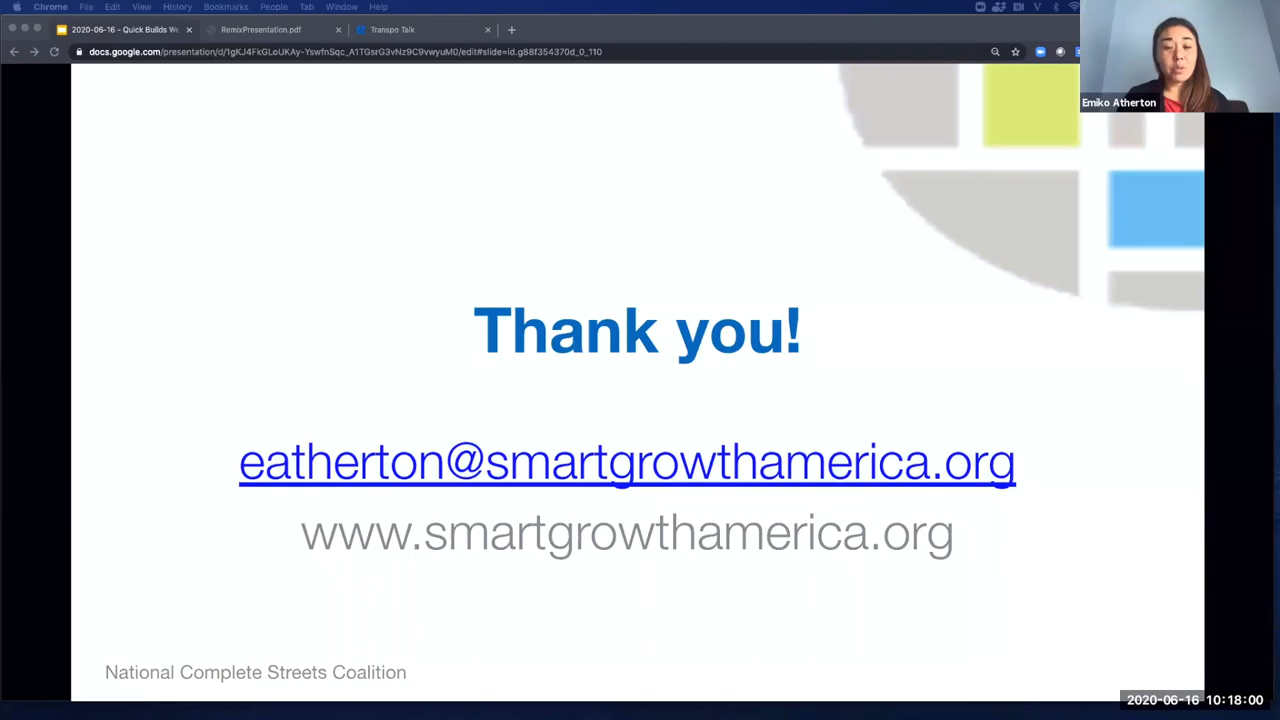 Chrome File Edit View History Bookmarks People Tab Window Help
2020-06-16 - Quick Builds We
RemixPresentation.pdf
Transpo Talk
docs.google.com/presentation/d/1gKJ4FkGLoUKAy-YswfnSqc_A1TGsrG3vNz9C9vwyuM0/edit#slide=id.g88f354370d_0_110
Emiko Atherton
Thank you!
eatherton@smartgrowthamerica.org
www.smartgrowthamerica.org
National Complete Streets Coalition
2020-06-16 10:18:00